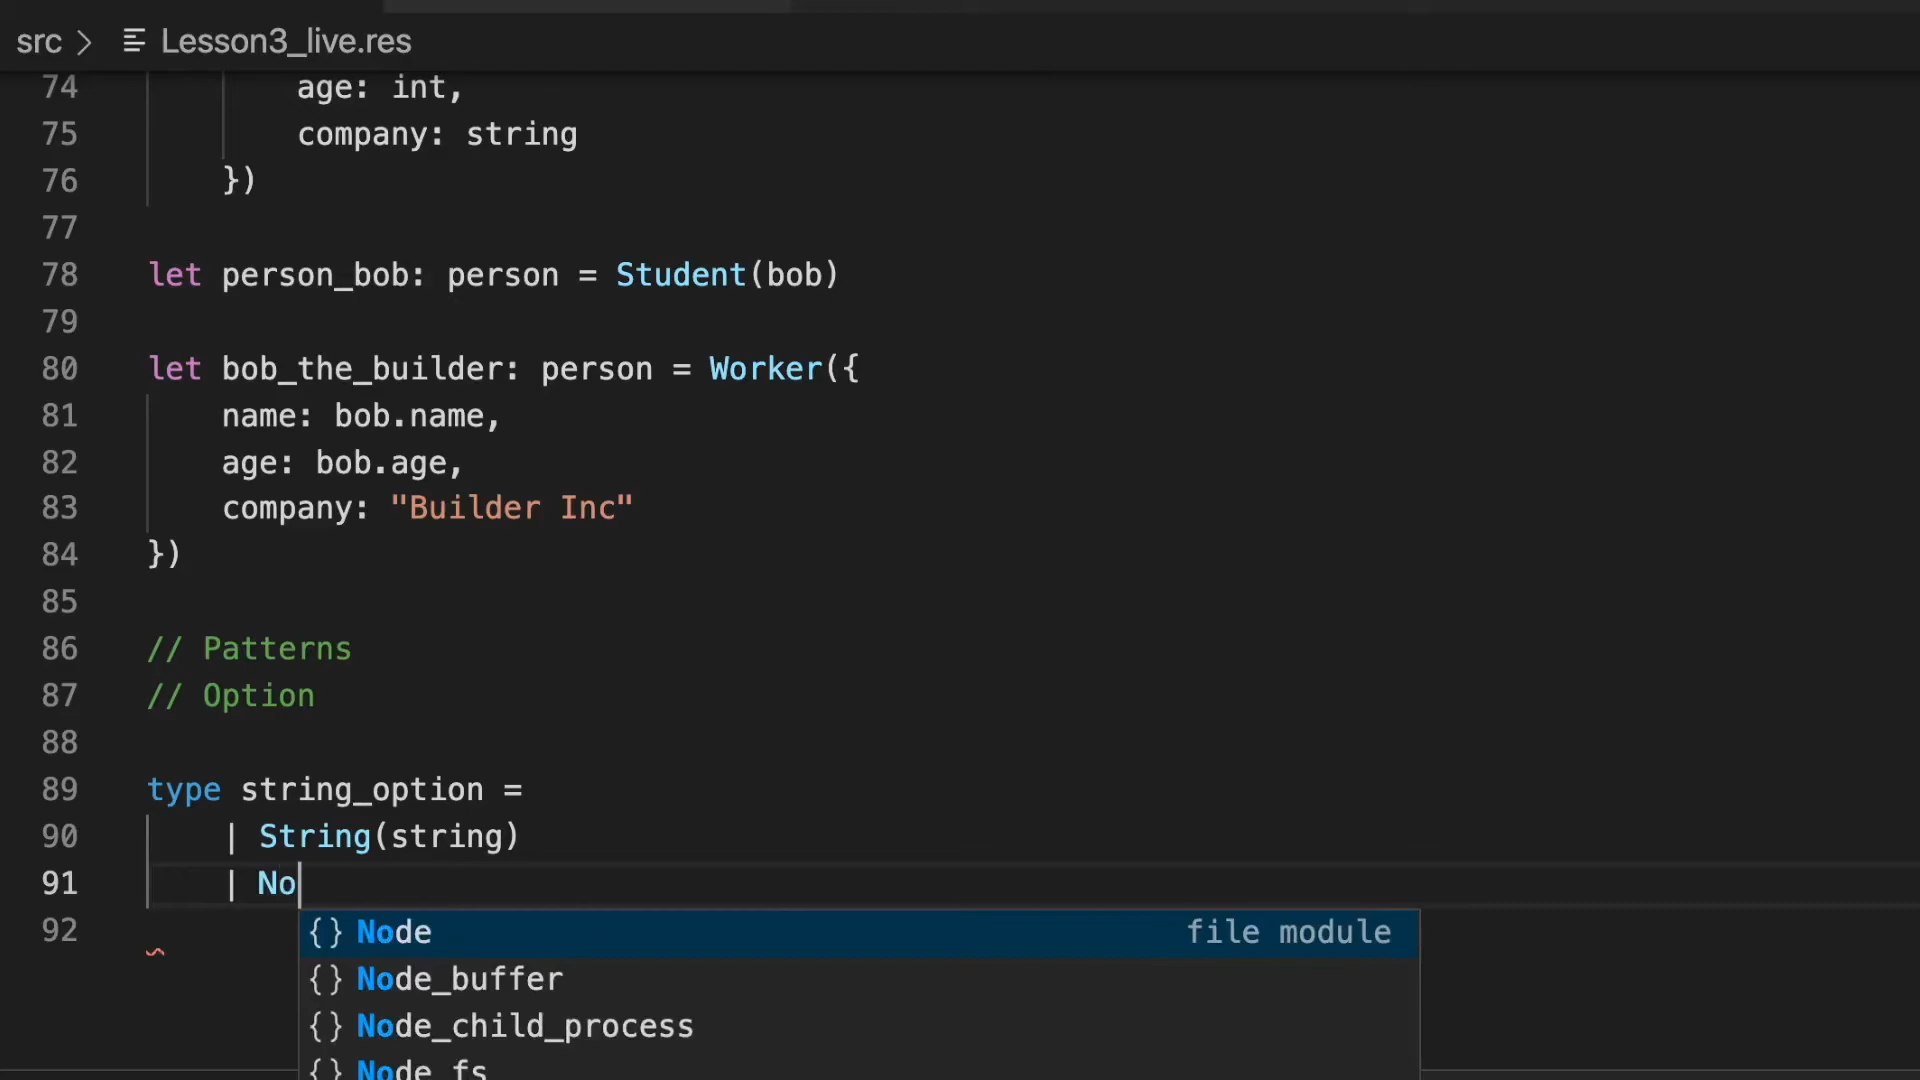 src > Lesson3_live.res
74 age: int,
75 company: string
76 })
77
78 let person_bob: person = Student(bob)
79
80 let bob_the_builder: person = Worker({
81 name: bob.name,
82 age: bob.age,
83 company: "Builder Inc"
84 })
85
86 // Patterns
87 // Option
88
89 type string_option =
90 | String(string)
91 | No
92
{} Node file module
{} Node_buffer
{} Node_child_process
{} Node_fs